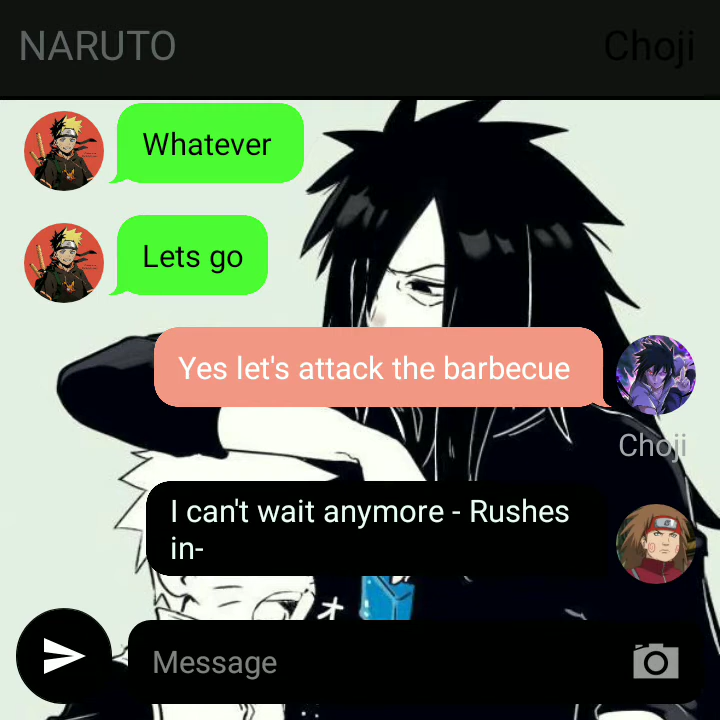 NARUTO
Choji
Whatever
Lets go
Yes let's attack the barbecue
Choji
I can't wait anymore - Rushes
in-
Message